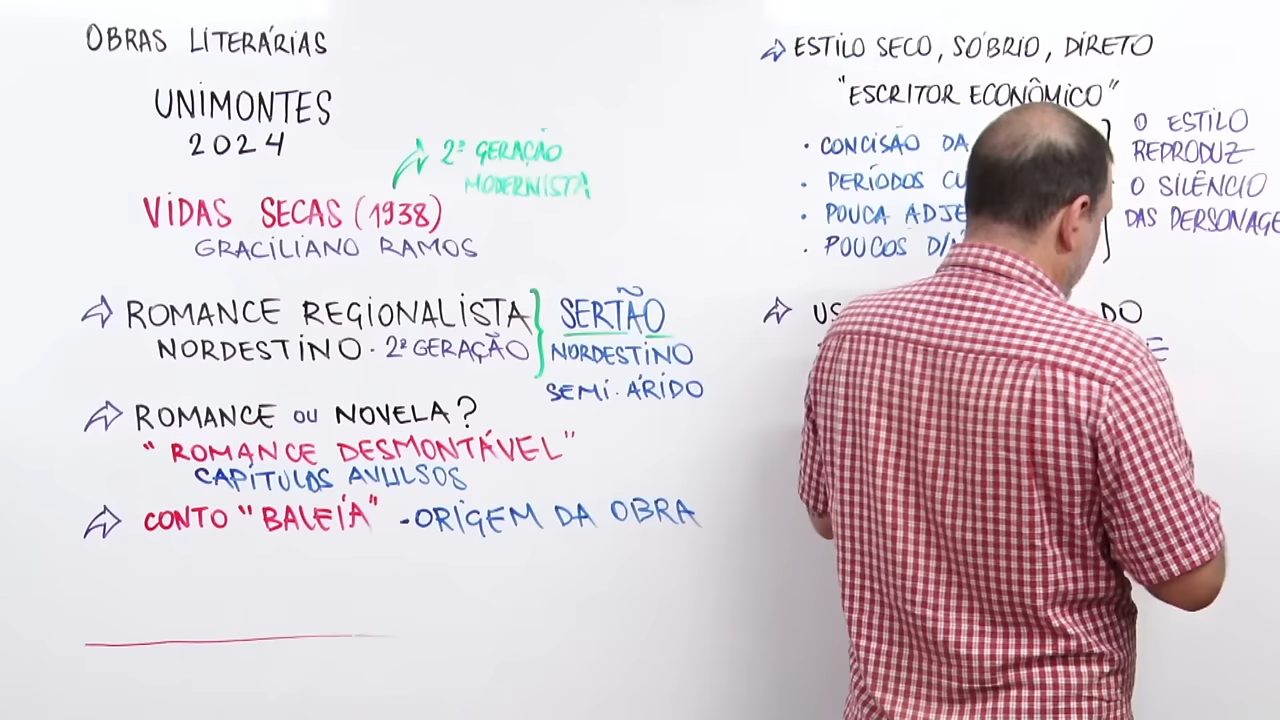 OBRAS LITERÁRIAS
UNIMONTES
2024
2ª GERAÇÃO
MODERNISTA
VIDAS SECAS (1938)
GRACILIANO RAMOS
ROMANCE REGIONALISTA
NORDESTINO · 2ª GERAÇÃO
SERTÃO
NORDESTINO
SEMI-ÁRIDO
ROMANCE OU NOVELA?
"ROMANCE DESMONTÁVEL"
CAPÍTULOS AVULSOS
CONTO "BALEIA" - ORIGEM DA OBRA
ESTILO SECO, SÓBRIO, DIRETO
"ESCRITOR ECONÔMICO"
· CONCISÃO DA
· PERÍODOS CU
· POUCA ADJE
· POUCOS
O ESTILO
REPRODUZ
O SILÊNCIO
DAS PERSONAGE
US
DO
E